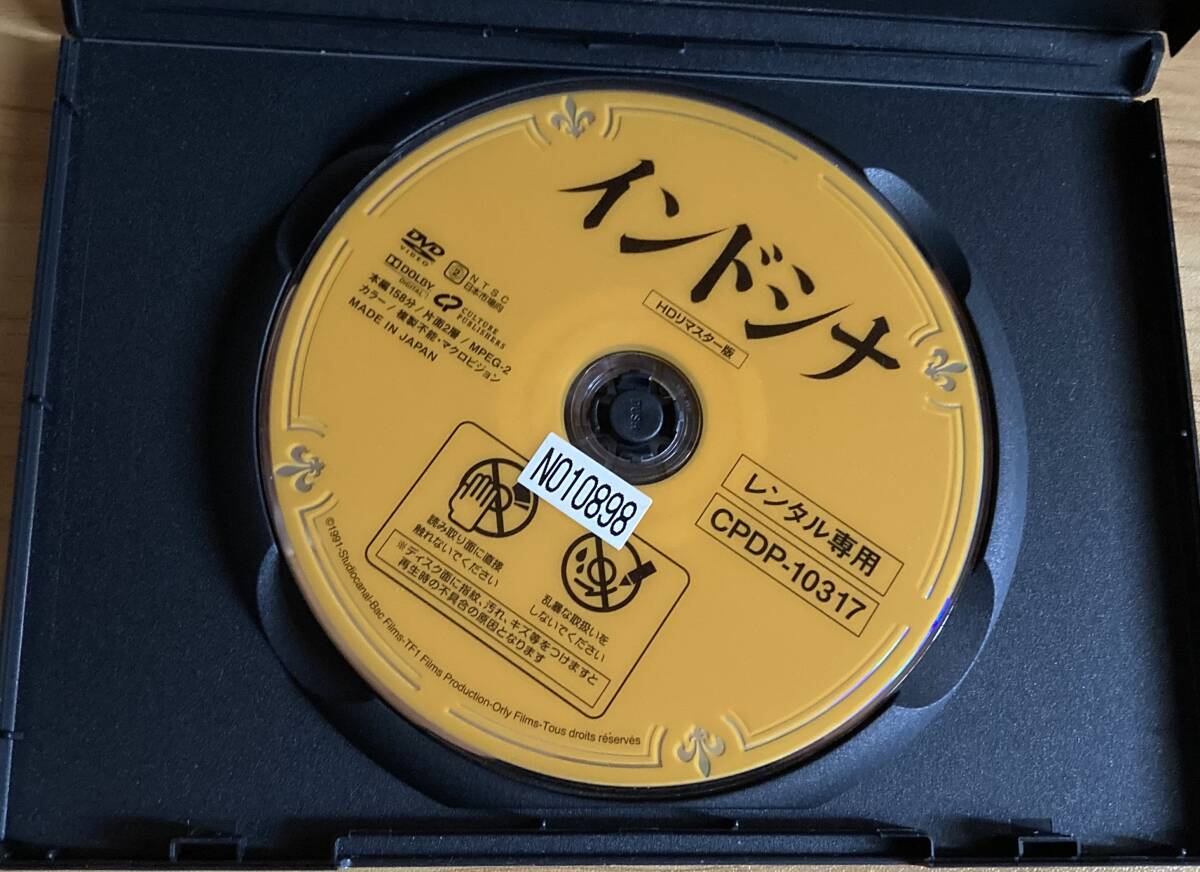 インドシナ
HDリマスター版
DVD
VIDEO
2
NTSC
日本市場向
DOLBY
DIGITAL
CULTURE
PUBLISHERS
本編158分/片面2層/MPEG-2
カラー/複製不能・マクロビジョン
MADE IN JAPAN
レンタル専用
CPDP-10317
NO10898
読み取り面に直接
触れないでください
乱暴な取扱いを
しないでください
※ディスク面に指紋、汚れ、キズ等をつけますと
再生時の不具合の原因となります
©1991-Studiocanal-Bac Films-TF1 Films Production-Orly Films-Tous droits réservés